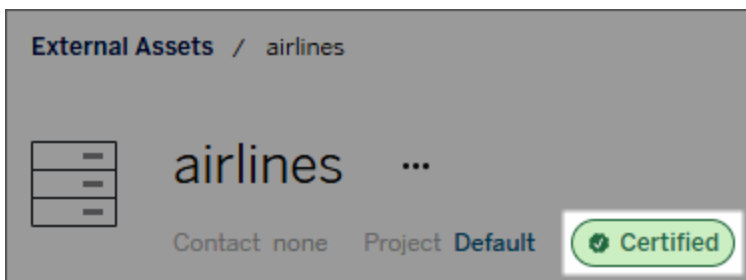 External Assets / airlines
airlines ...
Contact none Project Default Certified